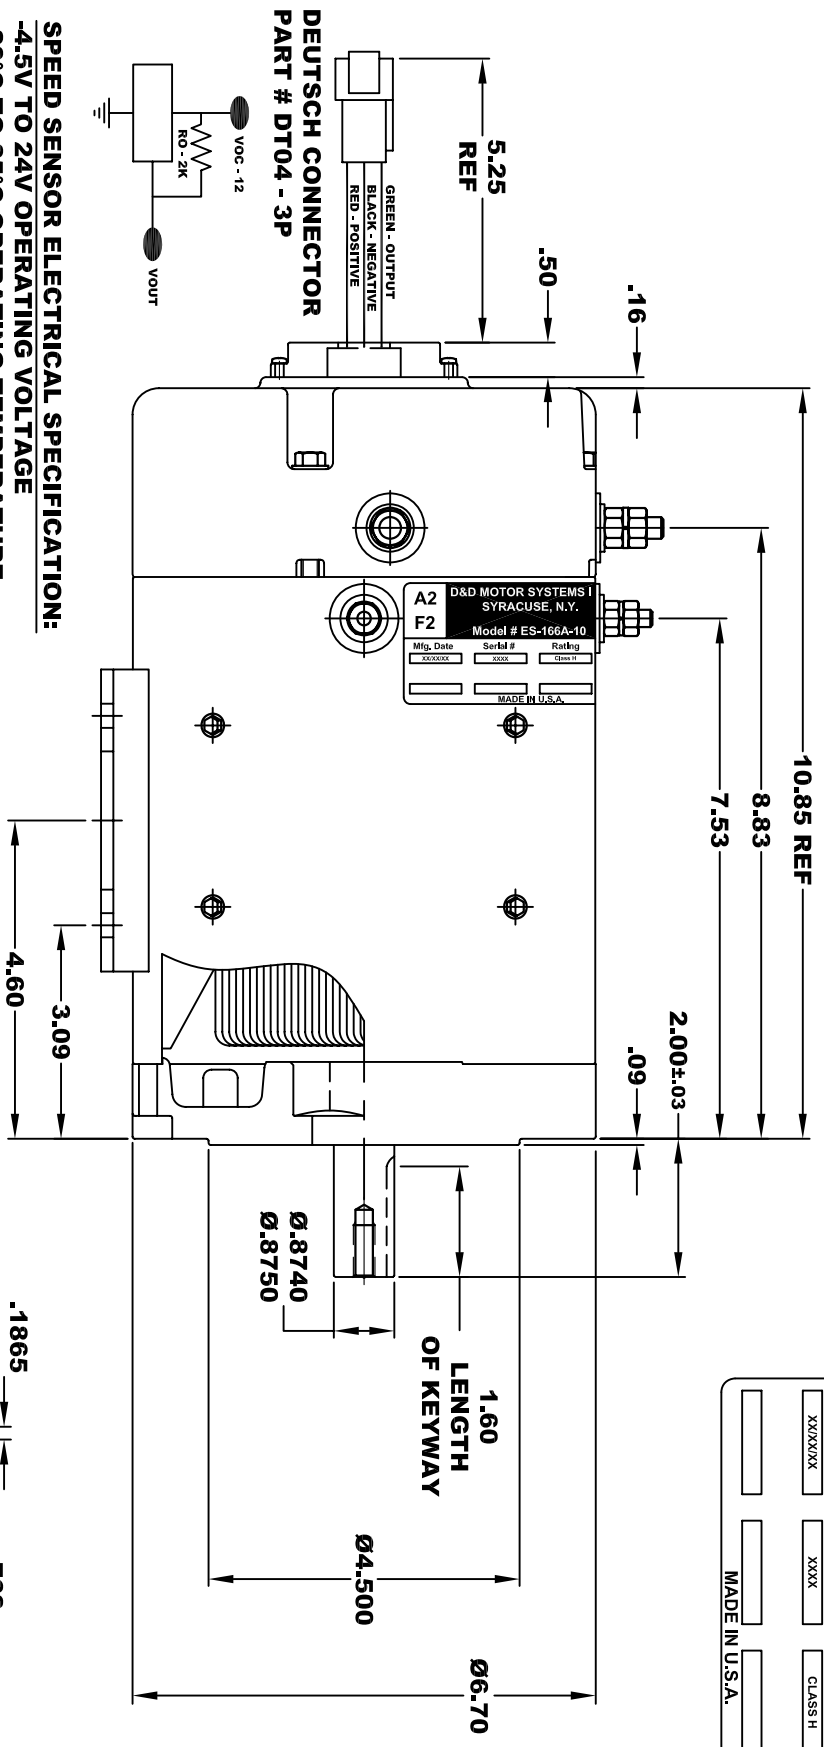 XX/XX/XX
XXXX
CLASS H
MADE IN U.S.A.
10.85 REF
8.83
7.53
2.00±.03
.09
.16
.50
5.25
REF
D&D MOTOR SYSTEMS I
SYRACUSE, N.Y.
Model # ES-166A-10
A2
F2
Mfg. Date
Serial #
Rating
XX/XX/XX
XXXX
Class H
MADE IN U.S.A.
GREEN - OUTPUT
BLACK - NEGATIVE
RED - POSITIVE
DEUTSCH CONNECTOR
PART # DT04 - 3P
1.60
LENGTH
OF KEYWAY
Ø.8740
Ø.8750
Ø4.500
Ø6.70
VOC - 12
RO - 2K
VOUT
3.09
4.60
SPEED SENSOR ELECTRICAL SPECIFICATION:
-4.5V TO 24V OPERATING VOLTAGE
.1865